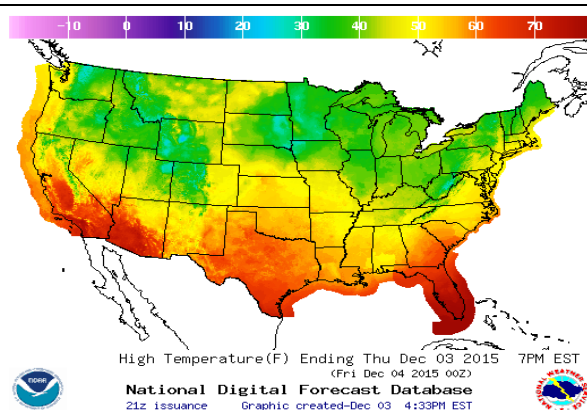 -10 0 10 20 30 40 50 60 70
High Temperature(F) Ending Thu Dec 03 2015 7PM EST
(Fri Dec 04 2015 00Z)
National Digital Forecast Database
21z issuance Graphic created-Dec 03 4:33PM EST
NOAA